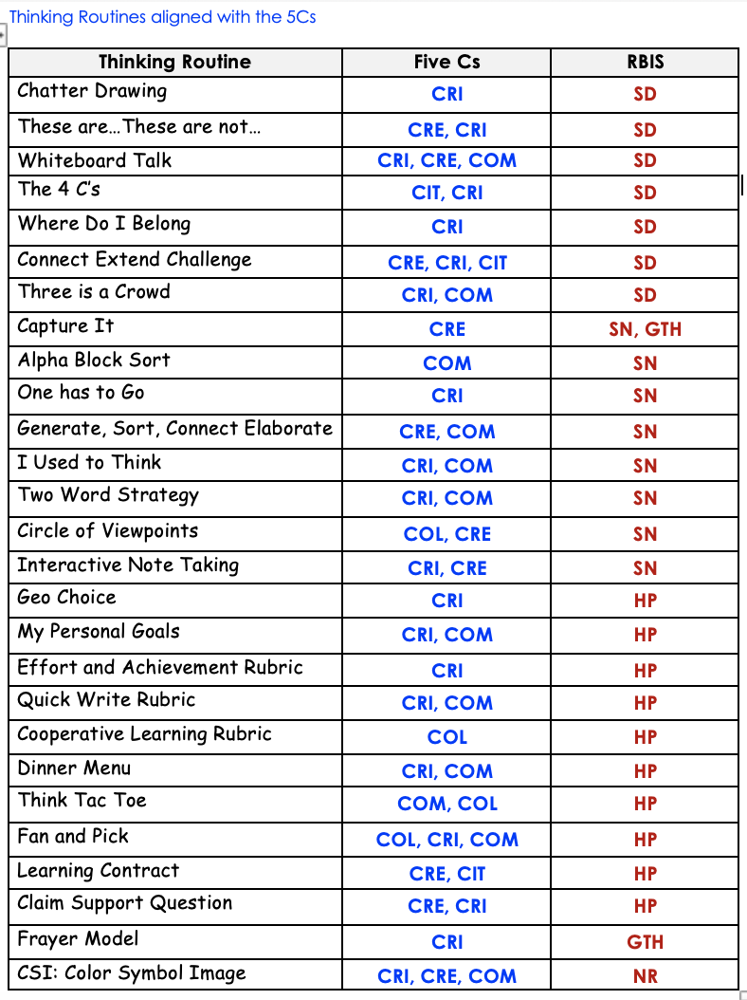 Thinking Routines aligned with the 5Cs
Thinking Routine Five Cs RBIS
Chatter Drawing CRI SD
These are...These are not... CRE, CRI SD
Whiteboard Talk CRI, CRE, COM SD
The 4 C's CIT, CRI SD
Where Do I Belong CRI SD
Connect Extend Challenge CRE, CRI, CIT SD
Three is a Crowd CRI, COM SD
Capture It CRE SN, GTH
Alpha Block Sort COM SN
One has to Go CRI SN
Generate, Sort, Connect Elaborate CRE, COM SN
I Used to Think CRI, COM SN
Two Word Strategy CRI, COM SN
Circle of Viewpoints COL, CRE SN
Interactive Note Taking CRI, CRE SN
Geo Choice CRI HP
My Personal Goals CRI, COM HP
Effort and Achievement Rubric CRI HP
Quick Write Rubric CRI, COM HP
Cooperative Learning Rubric COL HP
Dinner Menu CRI, COM HP
Think Tac Toe COM, COL HP
Fan and Pick COL, CRI, COM HP
Learning Contract CRE, CIT HP
Claim Support Question CRE, CRI HP
Frayer Model CRI GTH
CSI: Color Symbol Image CRI, CRE, COM NR